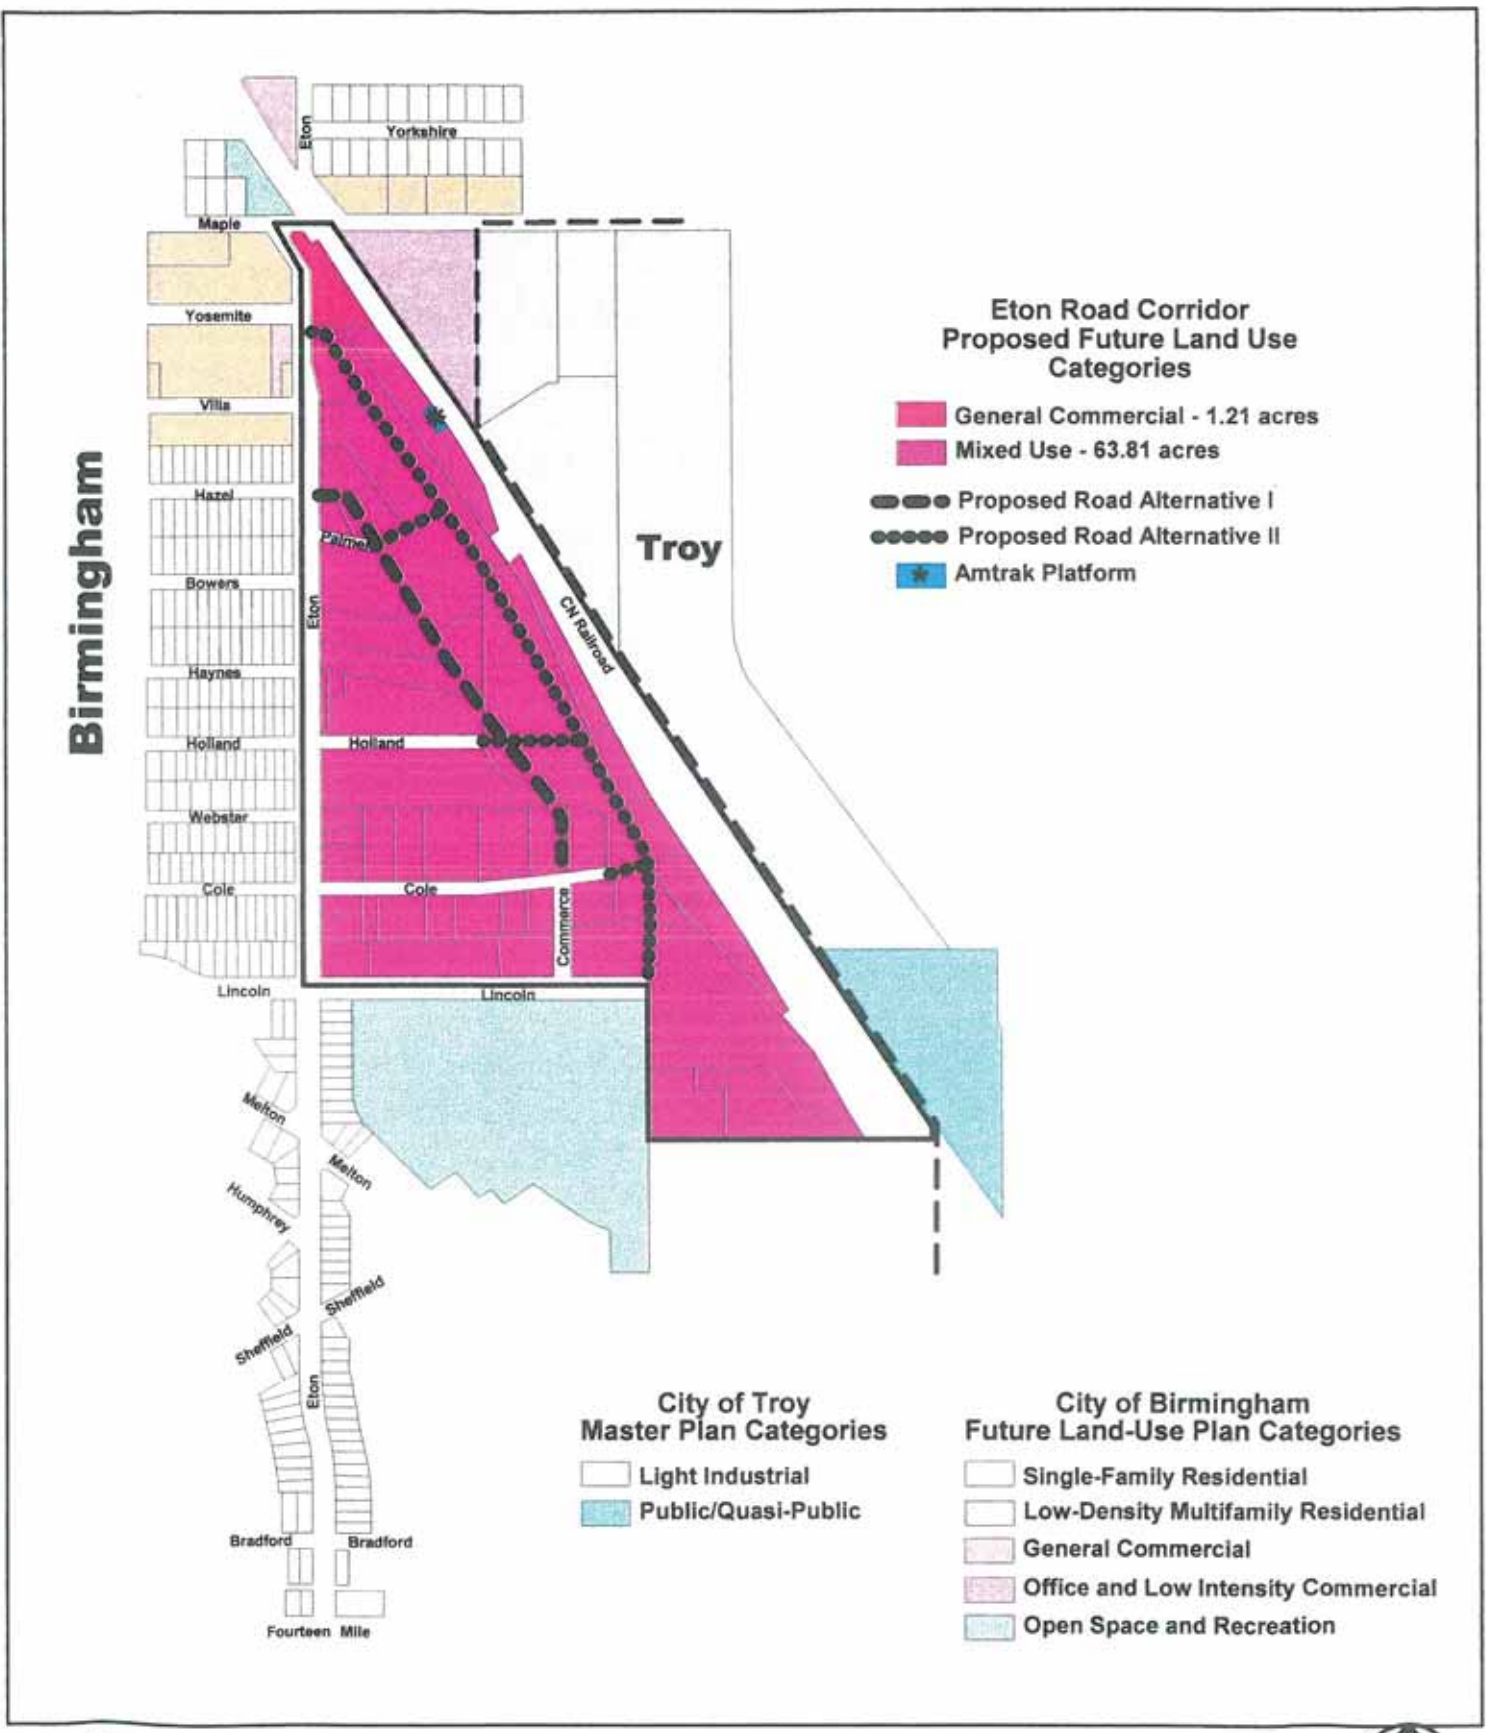 Eton
Yorkshire
Maple
Yosemite
Villa
Birmingham
Hazel
Palmer
Troy
Bowers
Eton
CN Railroad
Haynes
Holland
Holland
Webster
Cole
Cole
Commerce
Lincoln
Lincoln
Melton
Melton
Humphrey
Sheffield
Sheffield
Eton
Bradford
Bradford
Fourteen Mile
Eton Road Corridor
Proposed Future Land Use
Categories
General Commercial - 1.21 acres
Mixed Use - 63.81 acres
Proposed Road Alternative I
Proposed Road Alternative II
* Amtrak Platform
City of Troy
Master Plan Categories
Light Industrial
Public/Quasi-Public
City of Birmingham
Future Land-Use Plan Categories
Single-Family Residential
Low-Density Multifamily Residential
General Commercial
Office and Low Intensity Commercial
Open Space and Recreation